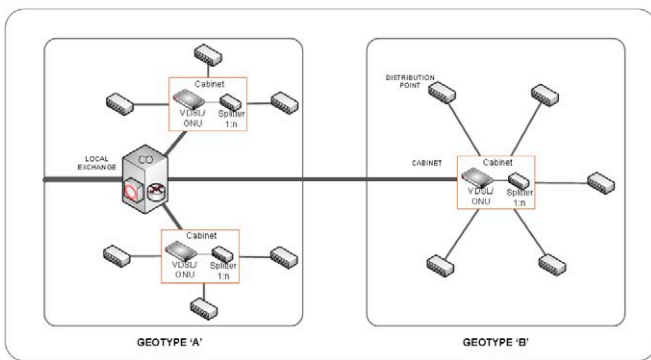 Cabinet
VDSL/
ONU
Splitter
1:n
LOCAL
EXCHANGE
CO
Cabinet
VDSL/
ONU
Splitter
1:n
GEOTYPE 'A'
DISTRIBUTION
POINT
CABINET
Cabinet
VDSL/
ONU
Splitter
1:n
GEOTYPE 'B'